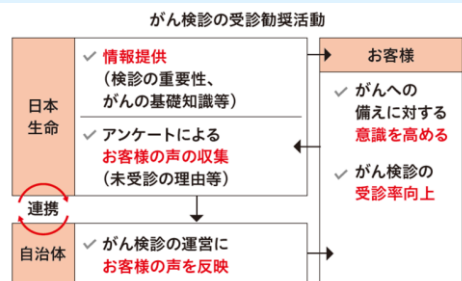 がん検診の受診勧奨活動
日本
生命
情報提供
(検診の重要性、
がんの基礎知識等)
アンケートによる
お客様の声の収集
(未受診の理由等)
お客様
がんへの
備えに対する
意識を高める
がん検診の
受診率向上
連携
自治体
がん検診の運営に
お客様の声を反映